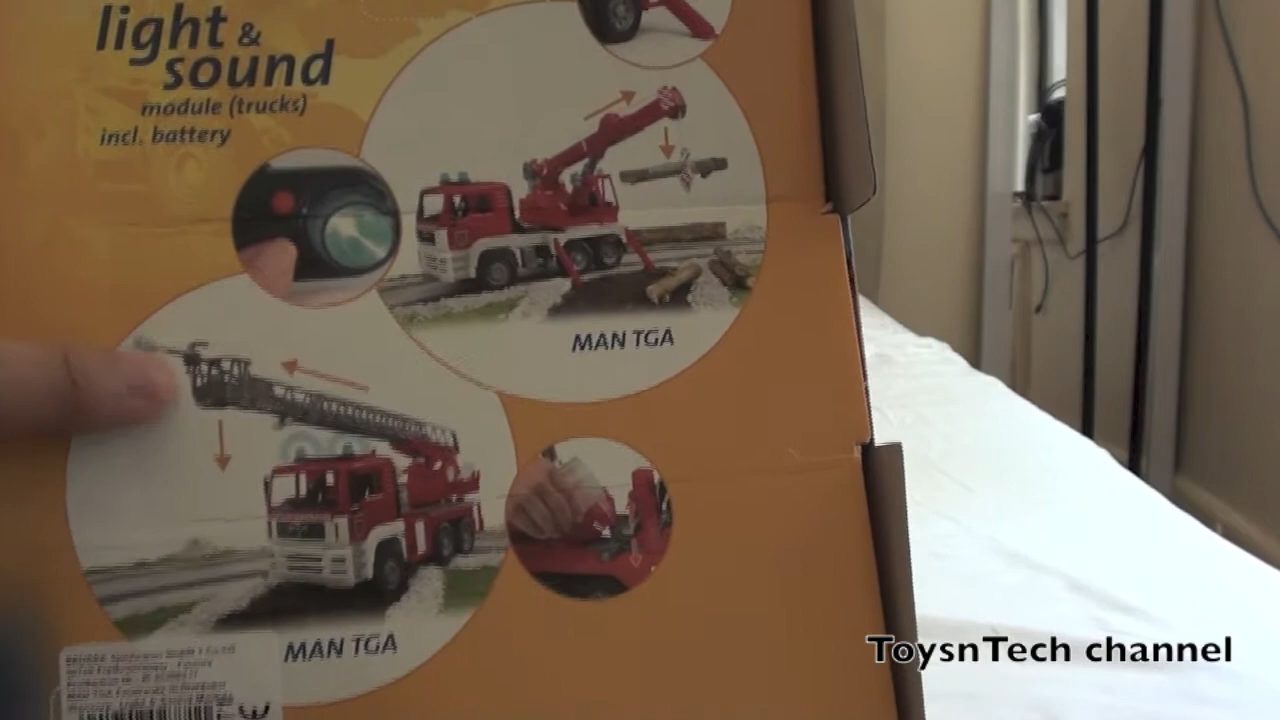 light &
sound
module (trucks)
incl. battery
MAN TGA
MAN TGA
ToysnTech channel